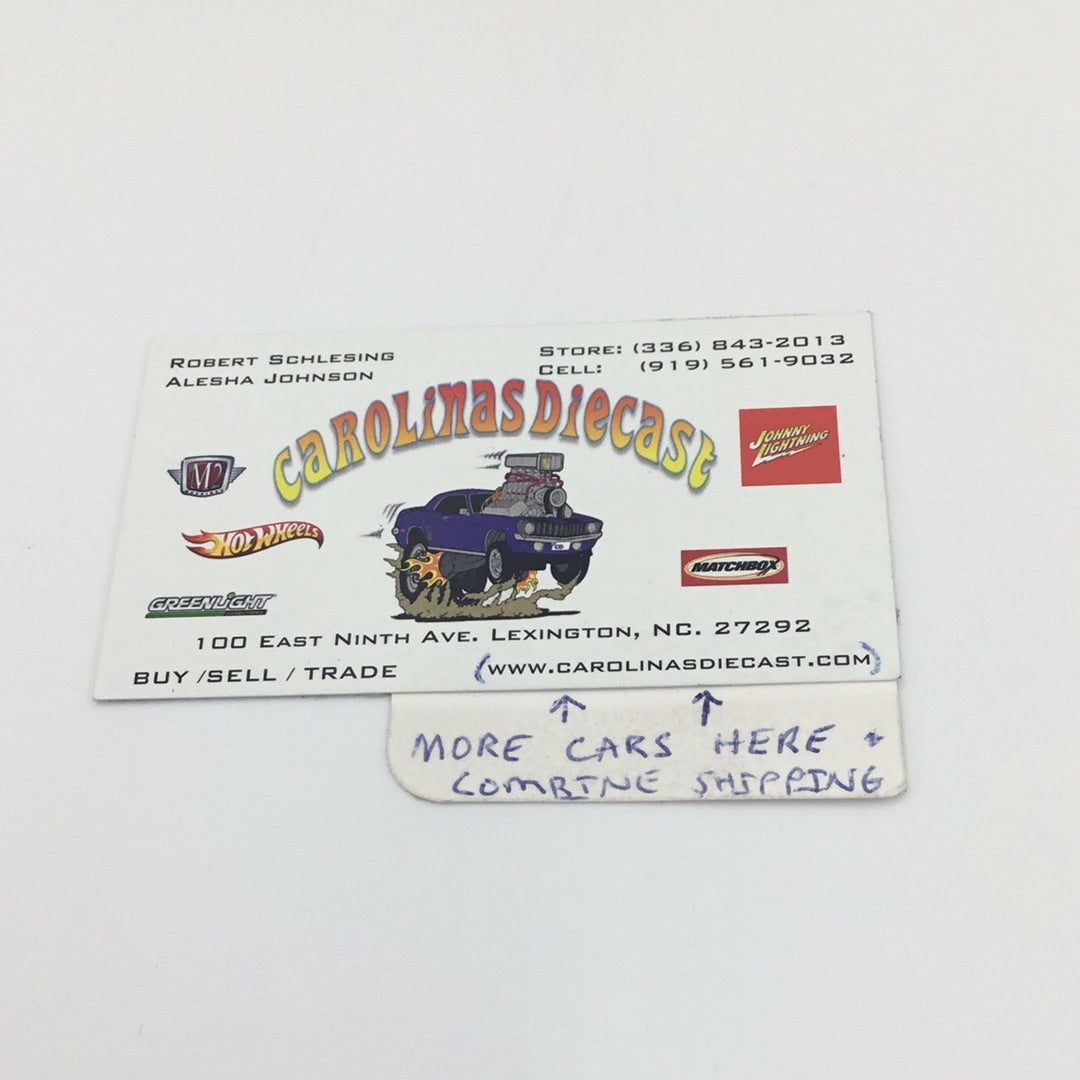 ROBERT SCHLESING
ALESHA JOHNSON
STORE: (336) 843-2013
CELL: (919) 561-9032
CAROLINAS DIECAST
M2
JOHNNY
LIGHTNING
HOT WHEELS
MATCHBOX
GREENLIGHT
100 EAST NINTH AVE. LEXINGTON, NC. 27292
BUY /SELL / TRADE
(WWW.CAROLINASDIECAST.COM)
↑ ↑
MORE CARS HERE +
COMBINE SHIPPING